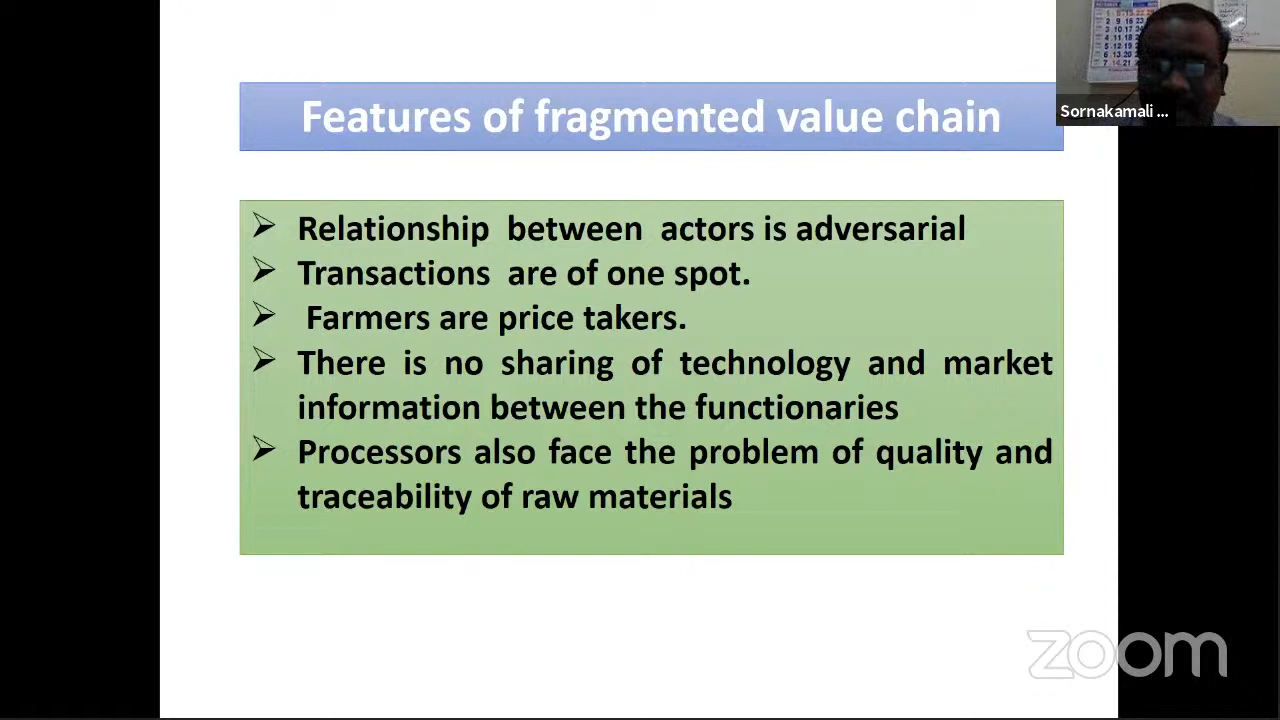 Features of fragmented value chain
Sornakamali ...
➢ Relationship between actors is adversarial
➢ Transactions are of one spot.
➢ Farmers are price takers.
➢ There is no sharing of technology and market
information between the functionaries
➢ Processors also face the problem of quality and
traceability of raw materials
zoom